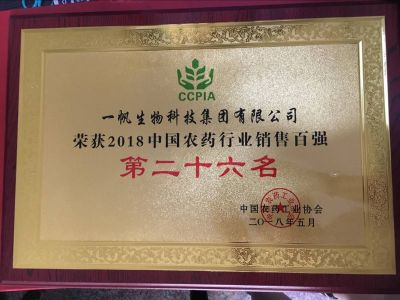 CCPIA
一帆生物科技集团有限公司
荣获2018中国农药行业销售百强
第二十六名
中国农药工业协会
二〇一八年五月